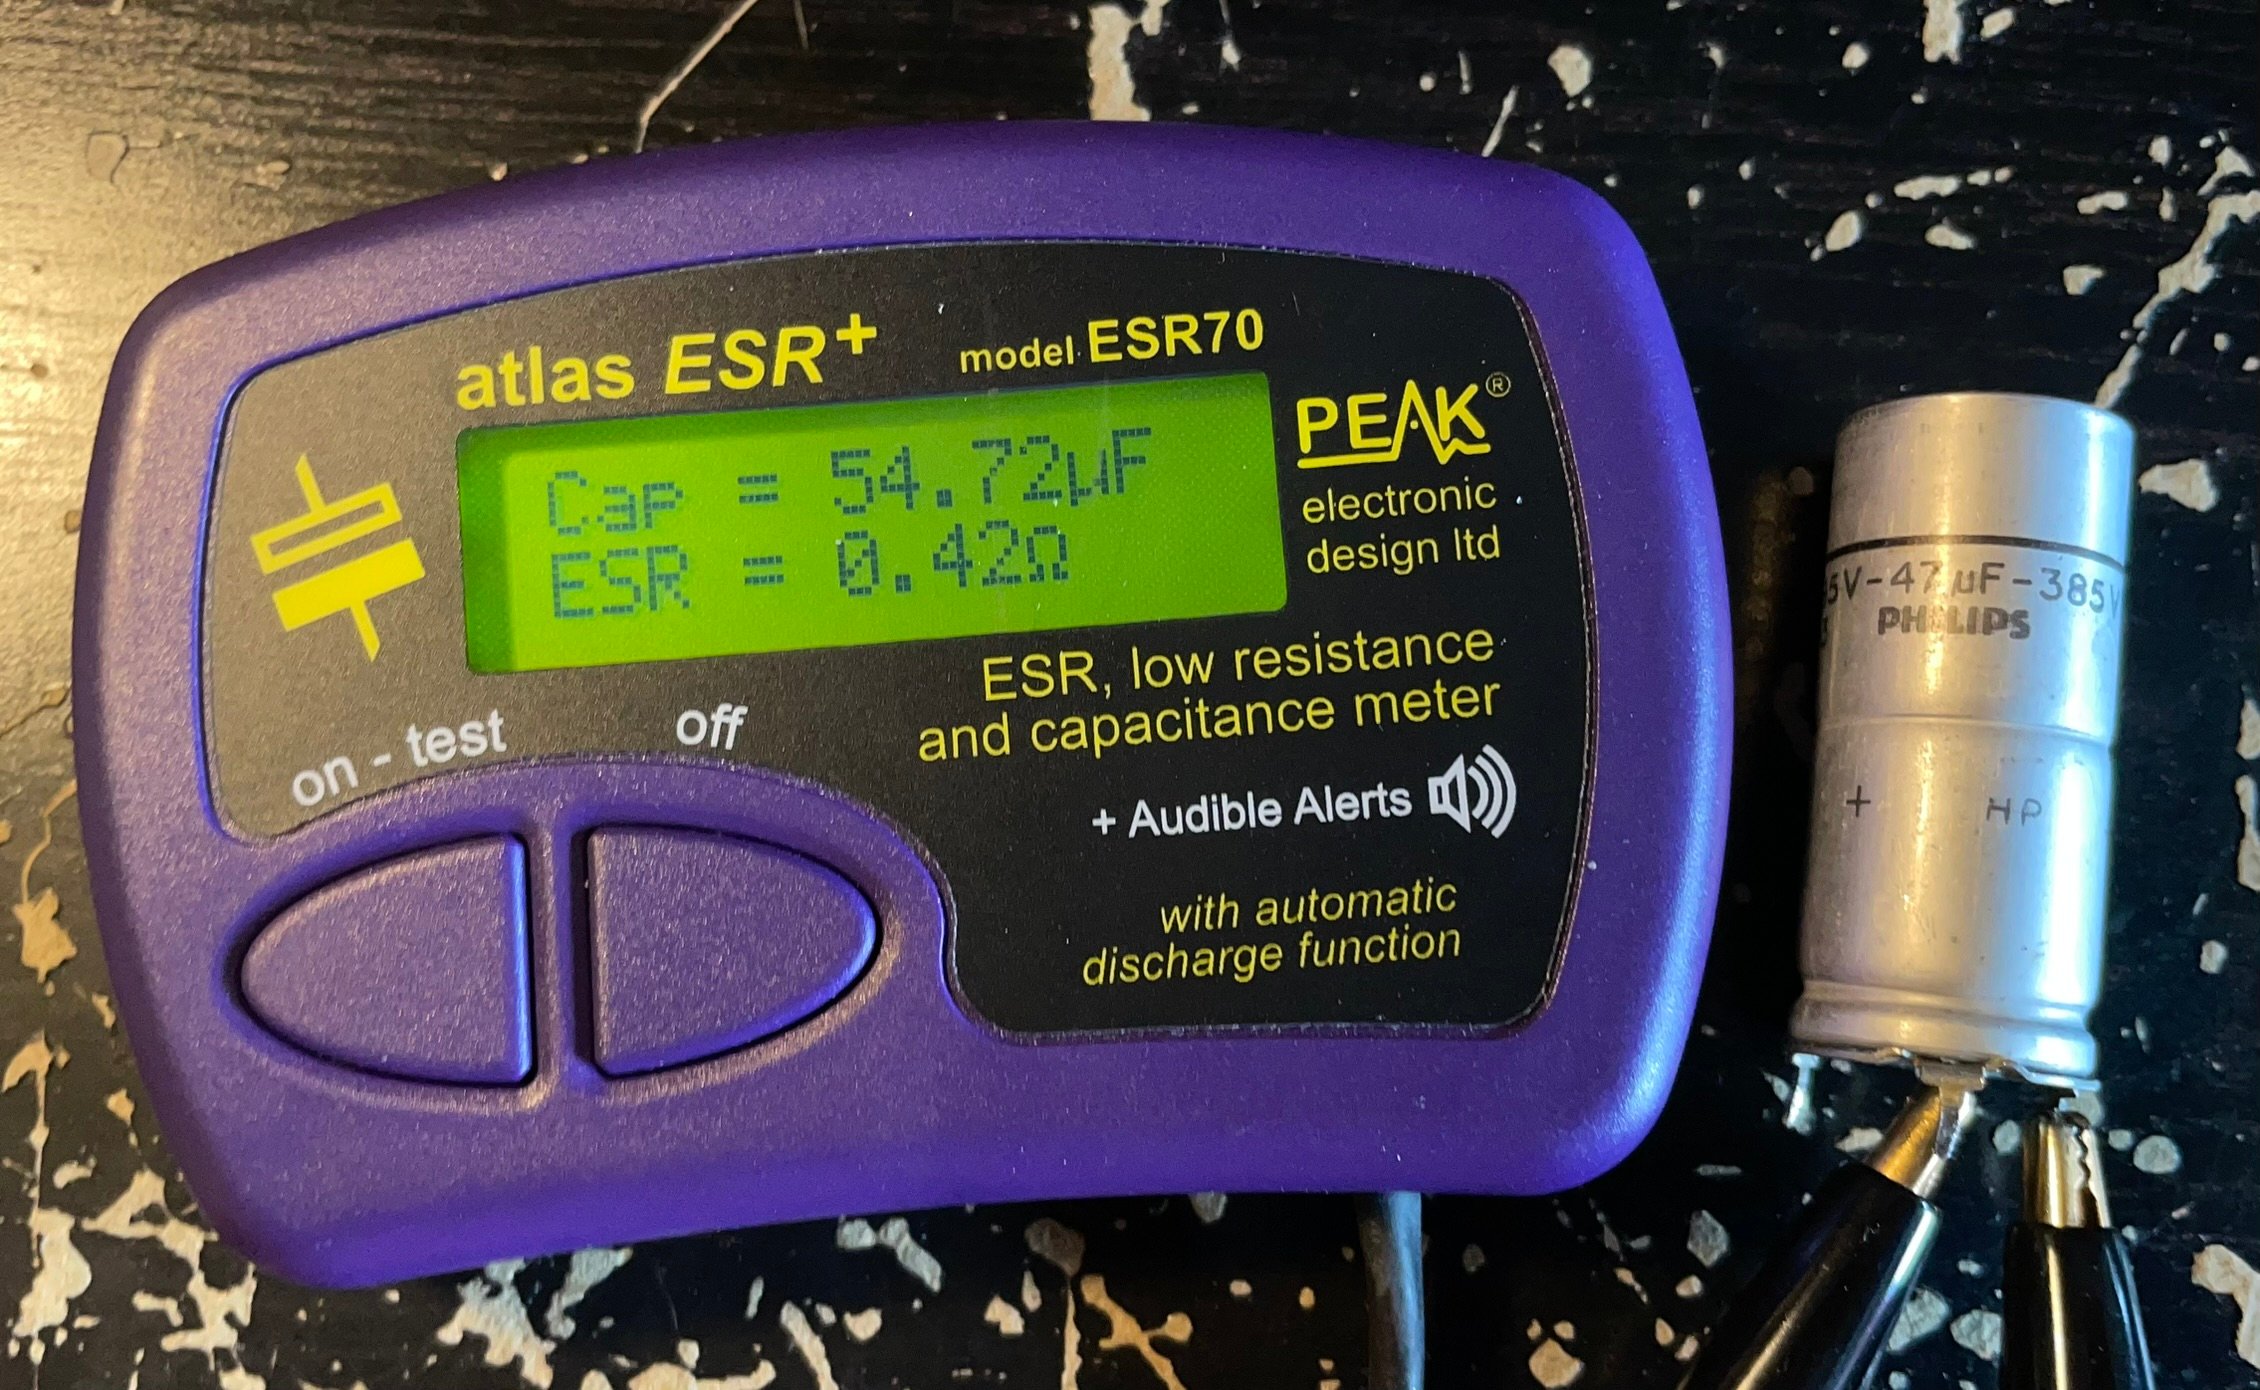 atlas ESR+ model ESR70
Cap = 54.72µF
ESR = 0.42Ω
PEAK®
electronic
design ltd
on - test
off
ESR, low resistance
and capacitance meter
+ Audible Alerts
with automatic
discharge function
5V-47µF-385V
PHILIPS
+ HP